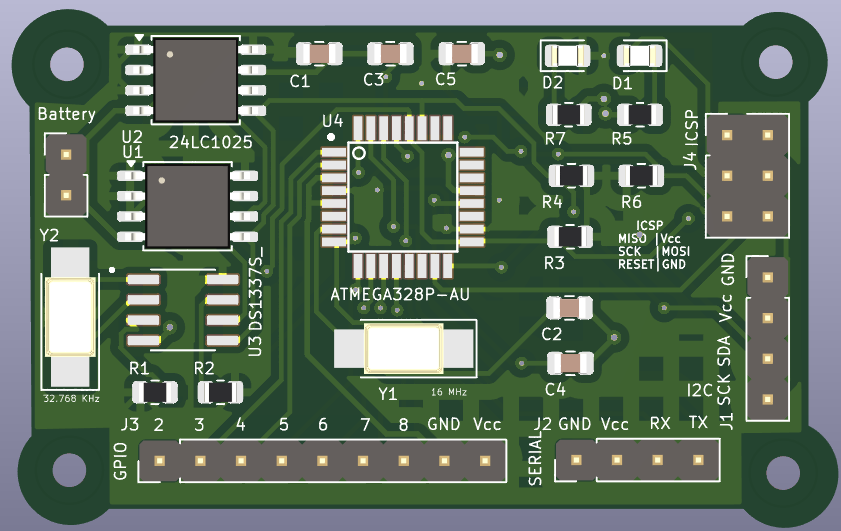 C1
C3
C5
D2
D1
Battery
U4
U2
24LC1025
U1
R7
R5
J4 ICSP
R4
R6
Y2
ICSP
MISO Vcc
SCK MOSI
RESET GND
R3
ATMEGA328P-AU
U3 DS1337S_
C2
R1
R2
C4
Y1
16 MHz
32.768 KHz
J1 SCK SDA Vcc GND
I2C
J3 2 3 4 5 6 7 8 GND Vcc
GPIO
J2 GND Vcc RX TX
SERIAL